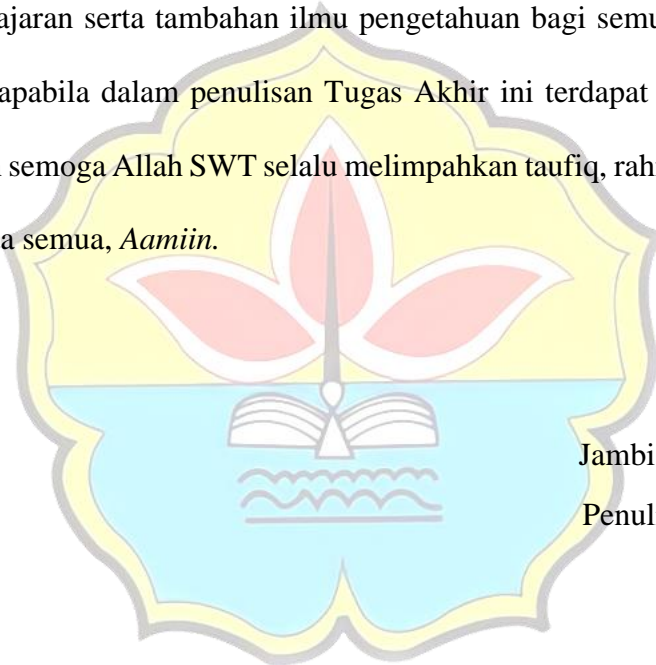 ajaran serta tambahan ilmu pengetahuan bagi semu
apabila dalam penulisan Tugas Akhir ini terdapat
semoga Allah SWT selalu melimpahkan taufiq, rah
a semua, Aamiin.
Jambi
Penul